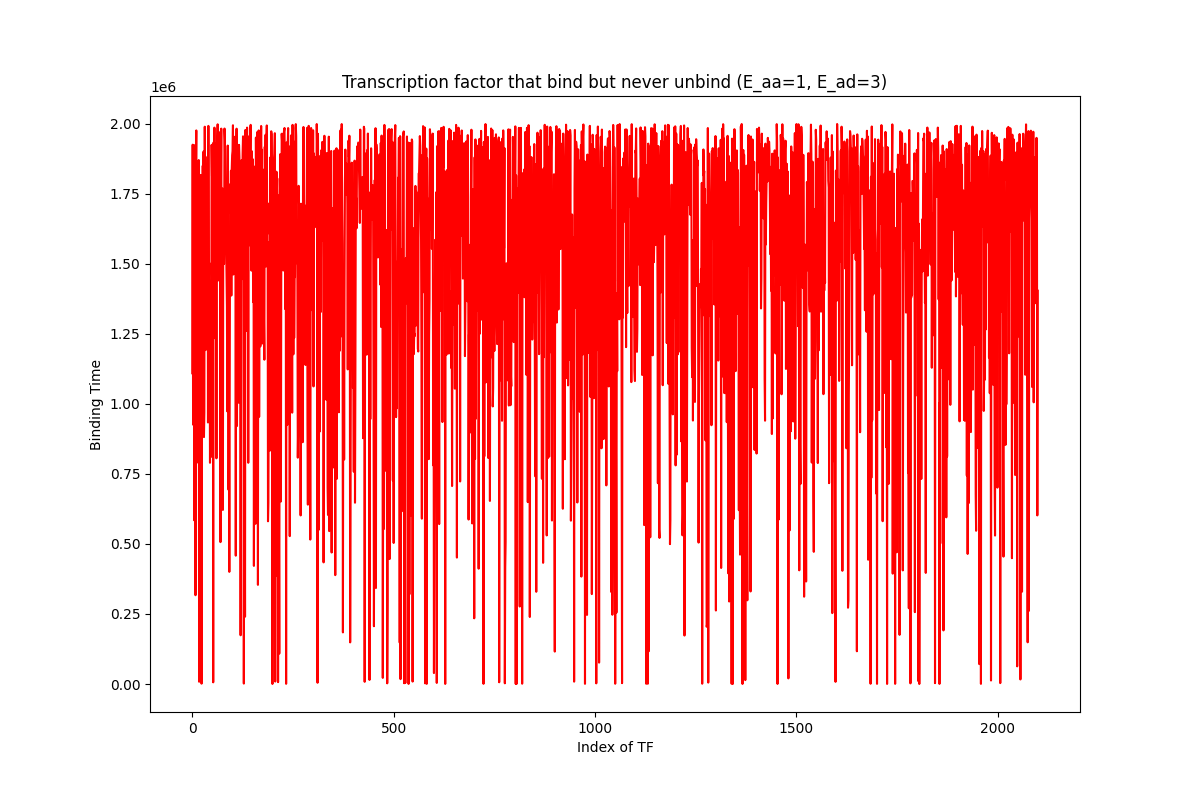 Transcription factor that bind but never unbind (E_aa=1, E_ad=3)
1e6
2.00
1.75
1.50
1.25
1.00
0.75
0.50
0.25
0.00
Binding Time
0 500 1000 1500 2000
Index of TF